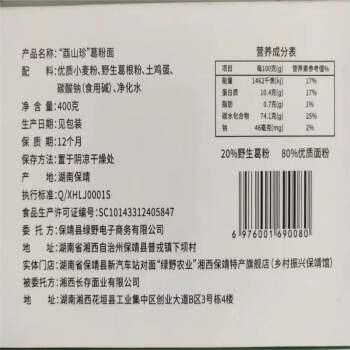 产品名称：“酉山珍”葛粉面
配　　料：优质小麦粉、野生葛根粉、土鸡蛋、
碳酸钠（食用碱）、净化水
净 含 量：400克
生产日期：见包装
保 质 期：12个月
保存方法：置于阴凉干燥处
产　　地：湖南保靖
执行标准：Q/XHLJ0001S
食品生产许可证编号：SC10143312405847
委 托 方：保靖县绿野电子商务有限公司
地　　址：湖南省湘西自治州保靖县普戎镇下坝村
实体门店：湖南省保靖县新汽车站对面“绿野农业”湘西保靖特产旗舰店（乡村振兴保靖馆）
被委托方：湘西长存面业有限公司
地　　址：湖南湘西花垣县工业集中区创业大道B区3号栋4楼
营养成分表
项目 每100克(g) 营养素参考值%
能量 1462千焦(kj) 17%
蛋白质 10.4克(g) 17%
脂肪 0.7克(g) 1%
碳水化合物 74.1克(g) 25%
钠 46毫克(mg) 2%
20%野生葛粉 80%优质面粉
6 976001 690080